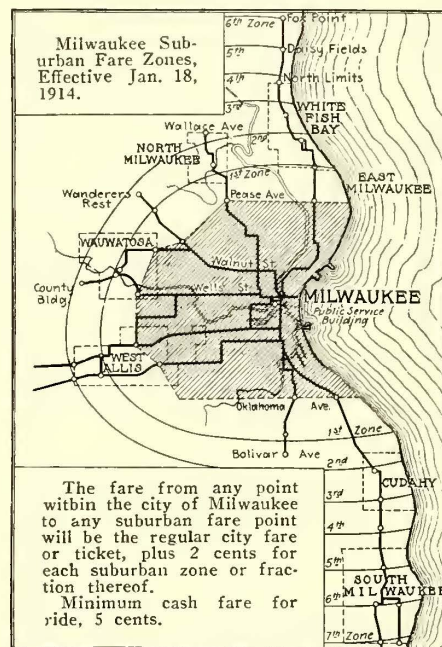 Milwaukee Sub-
urban Fare Zones,
Effective Jan. 18,
1914.
6th Zone
Fox Point
5th
Daisy Fields
4th
North Limits
3rd
WHITE
FISH
BAY
2nd
Wallace Ave
NORTH
MILWAUKEE
1st Zone
EAST
MILWAUKEE
Pease Ave
Wanderers
Rest
WAUWATOSA
Walnut St.
County
Bldg.
Wells St.
MILWAUKEE
Public Service
Building
WEST
ALLIS
Oklahoma Ave.
1st Zone
Bolivar Ave
2nd
CUDAHY
3rd
4th
5th
SOUTH
MILWAUKEE
6th
7th Zone
The fare from any point
within the city of Milwaukee
to any suburban fare point
will be the regular city fare
or ticket, plus 2 cents for
each suburban zone or frac-
tion thereof.
Minimum cash fare for
ride, 5 cents.